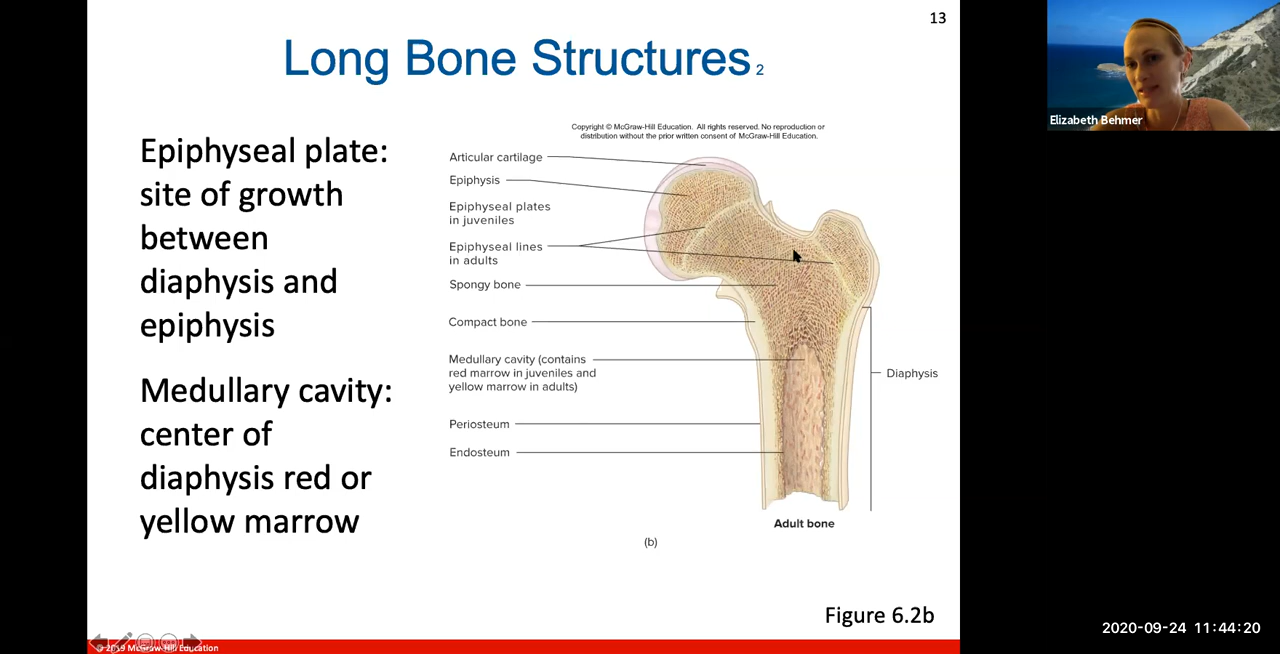 13
Long Bone Structures 2
Epiphyseal plate:
site of growth
between
diaphysis and
epiphysis
Medullary cavity:
center of
diaphysis red or
yellow marrow
Copyright © McGraw-Hill Education. All rights reserved. No reproduction or
distribution without the prior written consent of McGraw-Hill Education.
Articular cartilage
Epiphysis
Epiphyseal plates
in juveniles
Epiphyseal lines
in adults
Spongy bone
Compact bone
Medullary cavity (contains
red marrow in juveniles and
yellow marrow in adults)
Periosteum
Endosteum
Diaphysis
Adult bone
(b)
Figure 6.2b
© 2019 McGraw-Hill Education
Elizabeth Behmer
2020-09-24 11:44:20